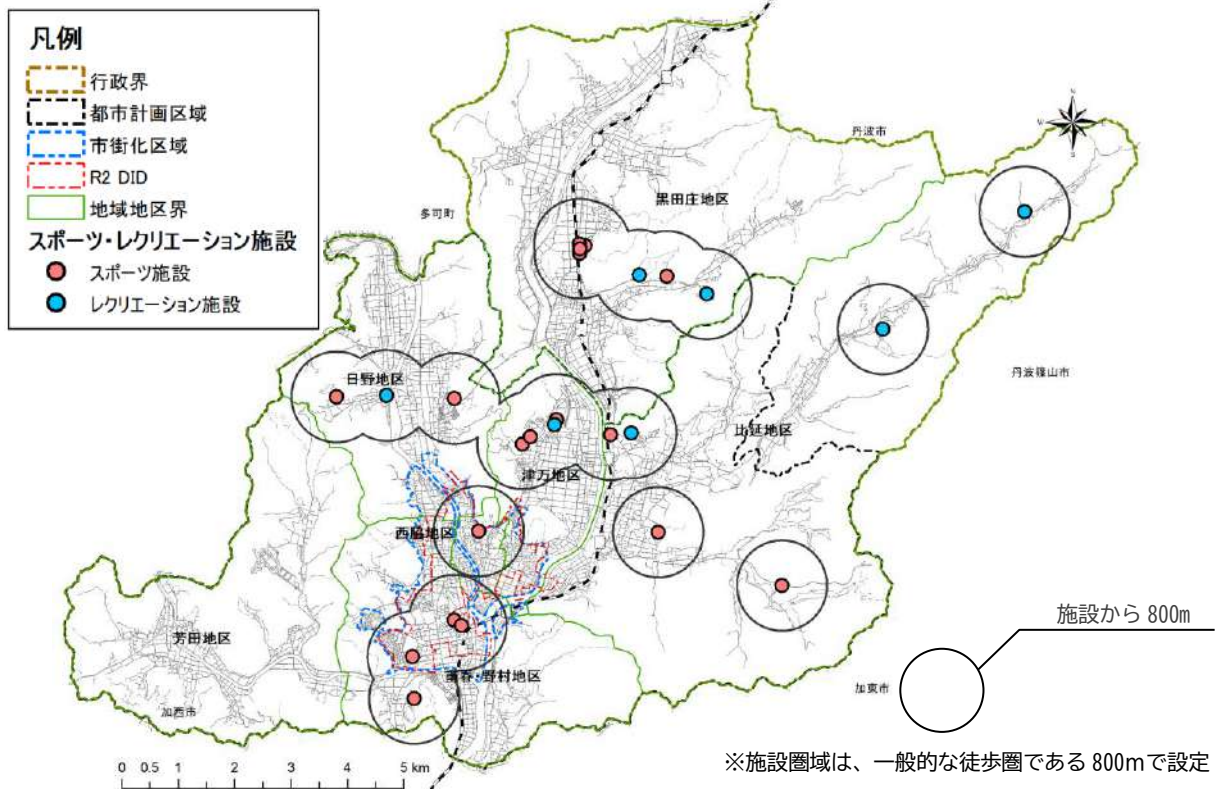 凡例
行政界
都市計画区域
市街化区域
R2 DID
地域地区界
スポーツ・レクリエーション施設
スポーツ施設
レクリエーション施設
N
W
E
S
丹波市
黒田庄地区
多可町
丹波篠山市
日野地区
比延地区
津万地区
西脇地区
芳田地区
重春・野村地区
加西市
加東市
施設から 800m
0 0.5 1 2 3 4 5 km
※施設圏域は、一般的な徒歩圏である 800mで設定